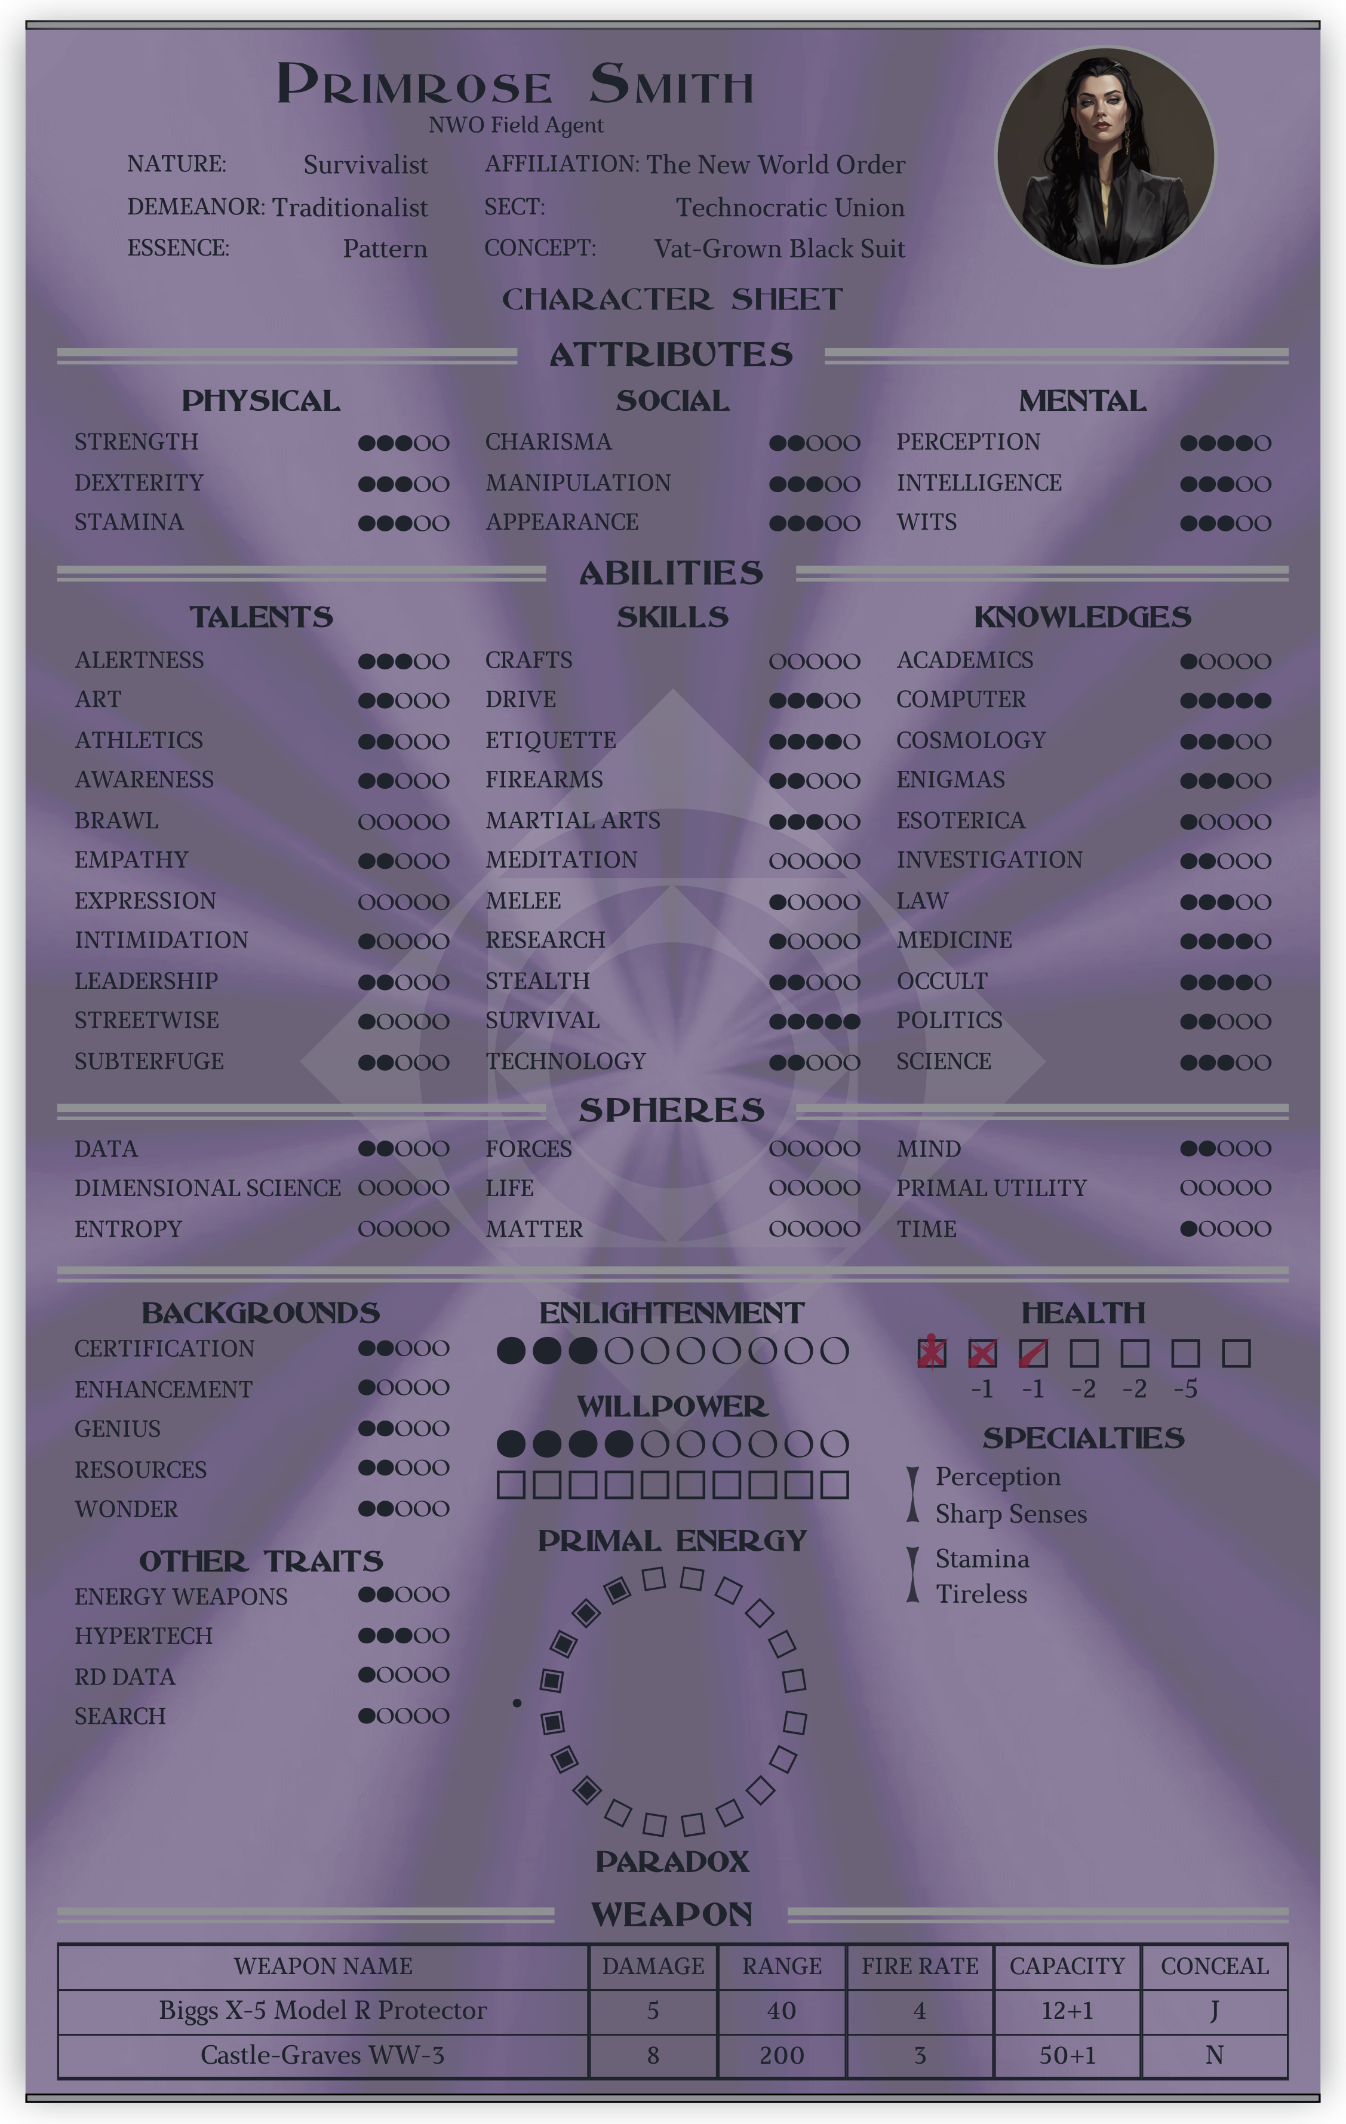 Primrose Smith
NWO Field Agent
NATURE: Survivalist AFFILIATION: The New World Order
DEMEANOR: Traditionalist SECT: Technocratic Union
ESSENCE: Pattern CONCEPT: Vat-Grown Black Suit
CHARACTER SHEET
ATTRIBUTES
PHYSICAL SOCIAL MENTAL
STRENGTH CHARISMA PERCEPTION
DEXTERITY MANIPULATION INTELLIGENCE
STAMINA APPEARANCE WITS
ABILITIES
TALENTS SKILLS KNOWLEDGES
ALERTNESS CRAFTS ACADEMICS
ART DRIVE COMPUTER
ATHLETICS ETIQUETTE COSMOLOGY
AWARENESS FIREARMS ENIGMAS
BRAWL MARTIAL ARTS ESOTERICA
EMPATHY MEDITATION INVESTIGATION
EXPRESSION MELEE LAW
INTIMIDATION RESEARCH MEDICINE
LEADERSHIP STEALTH OCCULT
STREETWISE SURVIVAL POLITICS
SUBTERFUGE TECHNOLOGY SCIENCE
SPHERES
DATA FORCES MIND
DIMENSIONAL SCIENCE LIFE PRIMAL UTILITY
ENTROPY MATTER TIME
BACKGROUNDS ENLIGHTENMENT HEALTH
CERTIFICATION
ENHANCEMENT -1 -1 -2 -2 -5
GENIUS WILLPOWER SPECIALTIES
RESOURCES Perception
WONDER Sharp Senses
OTHER TRAITS PRIMAL ENERGY Stamina
ENERGY WEAPONS Tireless
HYPERTECH
RD DATA
SEARCH
PARADOX
WEAPON
WEAPON NAME DAMAGE RANGE FIRE RATE CAPACITY CONCEAL
Biggs X-5 Model R Protector 5 40 4 12+1 J
Castle-Graves WW-3 8 200 3 50+1 N